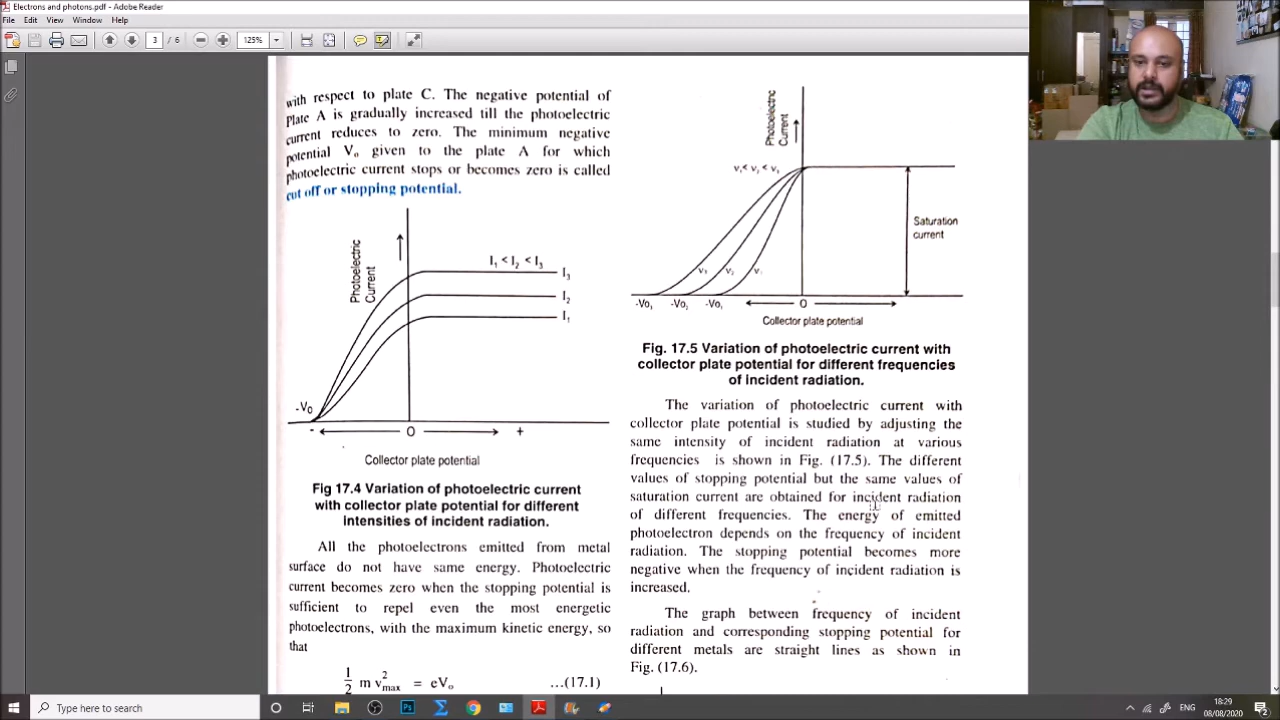 Electrons and photons.pdf - Adobe Reader
File Edit View Window Help
3 / 6 125%
with respect to plate C. The negative potential of
Plate A is gradually increased till the photoelectric
current reduces to zero. The minimum negative
potential V₀ given to the plate A for which
photoelectric current stops or becomes zero is called
cut off or stopping potential.
Photoelectric
Current
I₁ < I₂ < I₃
I₃
I₂
I₁
-V₀
- O +
Collector plate potential
Fig 17.4 Variation of photoelectric current
with collector plate potential for different
intensities of incident radiation.
All the photoelectrons emitted from metal
surface do not have same energy. Photoelectric
current becomes zero when the stopping potential is
sufficient to repel even the most energetic
photoelectrons, with the maximum kinetic energy, so
that
1/2 m v²max = eV₀ ...(17.1)
Photoelectric
Current
Saturation
current
O
Collector plate potential
Fig. 17.5 Variation of photoelectric current with
collector plate potential for different frequencies
of incident radiation.
The variation of photoelectric current with
collector plate potential is studied by adjusting the
same intensity of incident radiation at various
frequencies is shown in Fig. (17.5). The different
values of stopping potential but the same values of
saturation current are obtained for incident radiation
of different frequencies. The energy of emitted
photoelectron depends on the frequency of incident
radiation. The stopping potential becomes more
negative when the frequency of incident radiation is
increased.
The graph between frequency of incident
radiation and corresponding stopping potential for
different metals are straight lines as shown in
Fig. (17.6).
Type here to search
ENG
18:29
08/08/2020